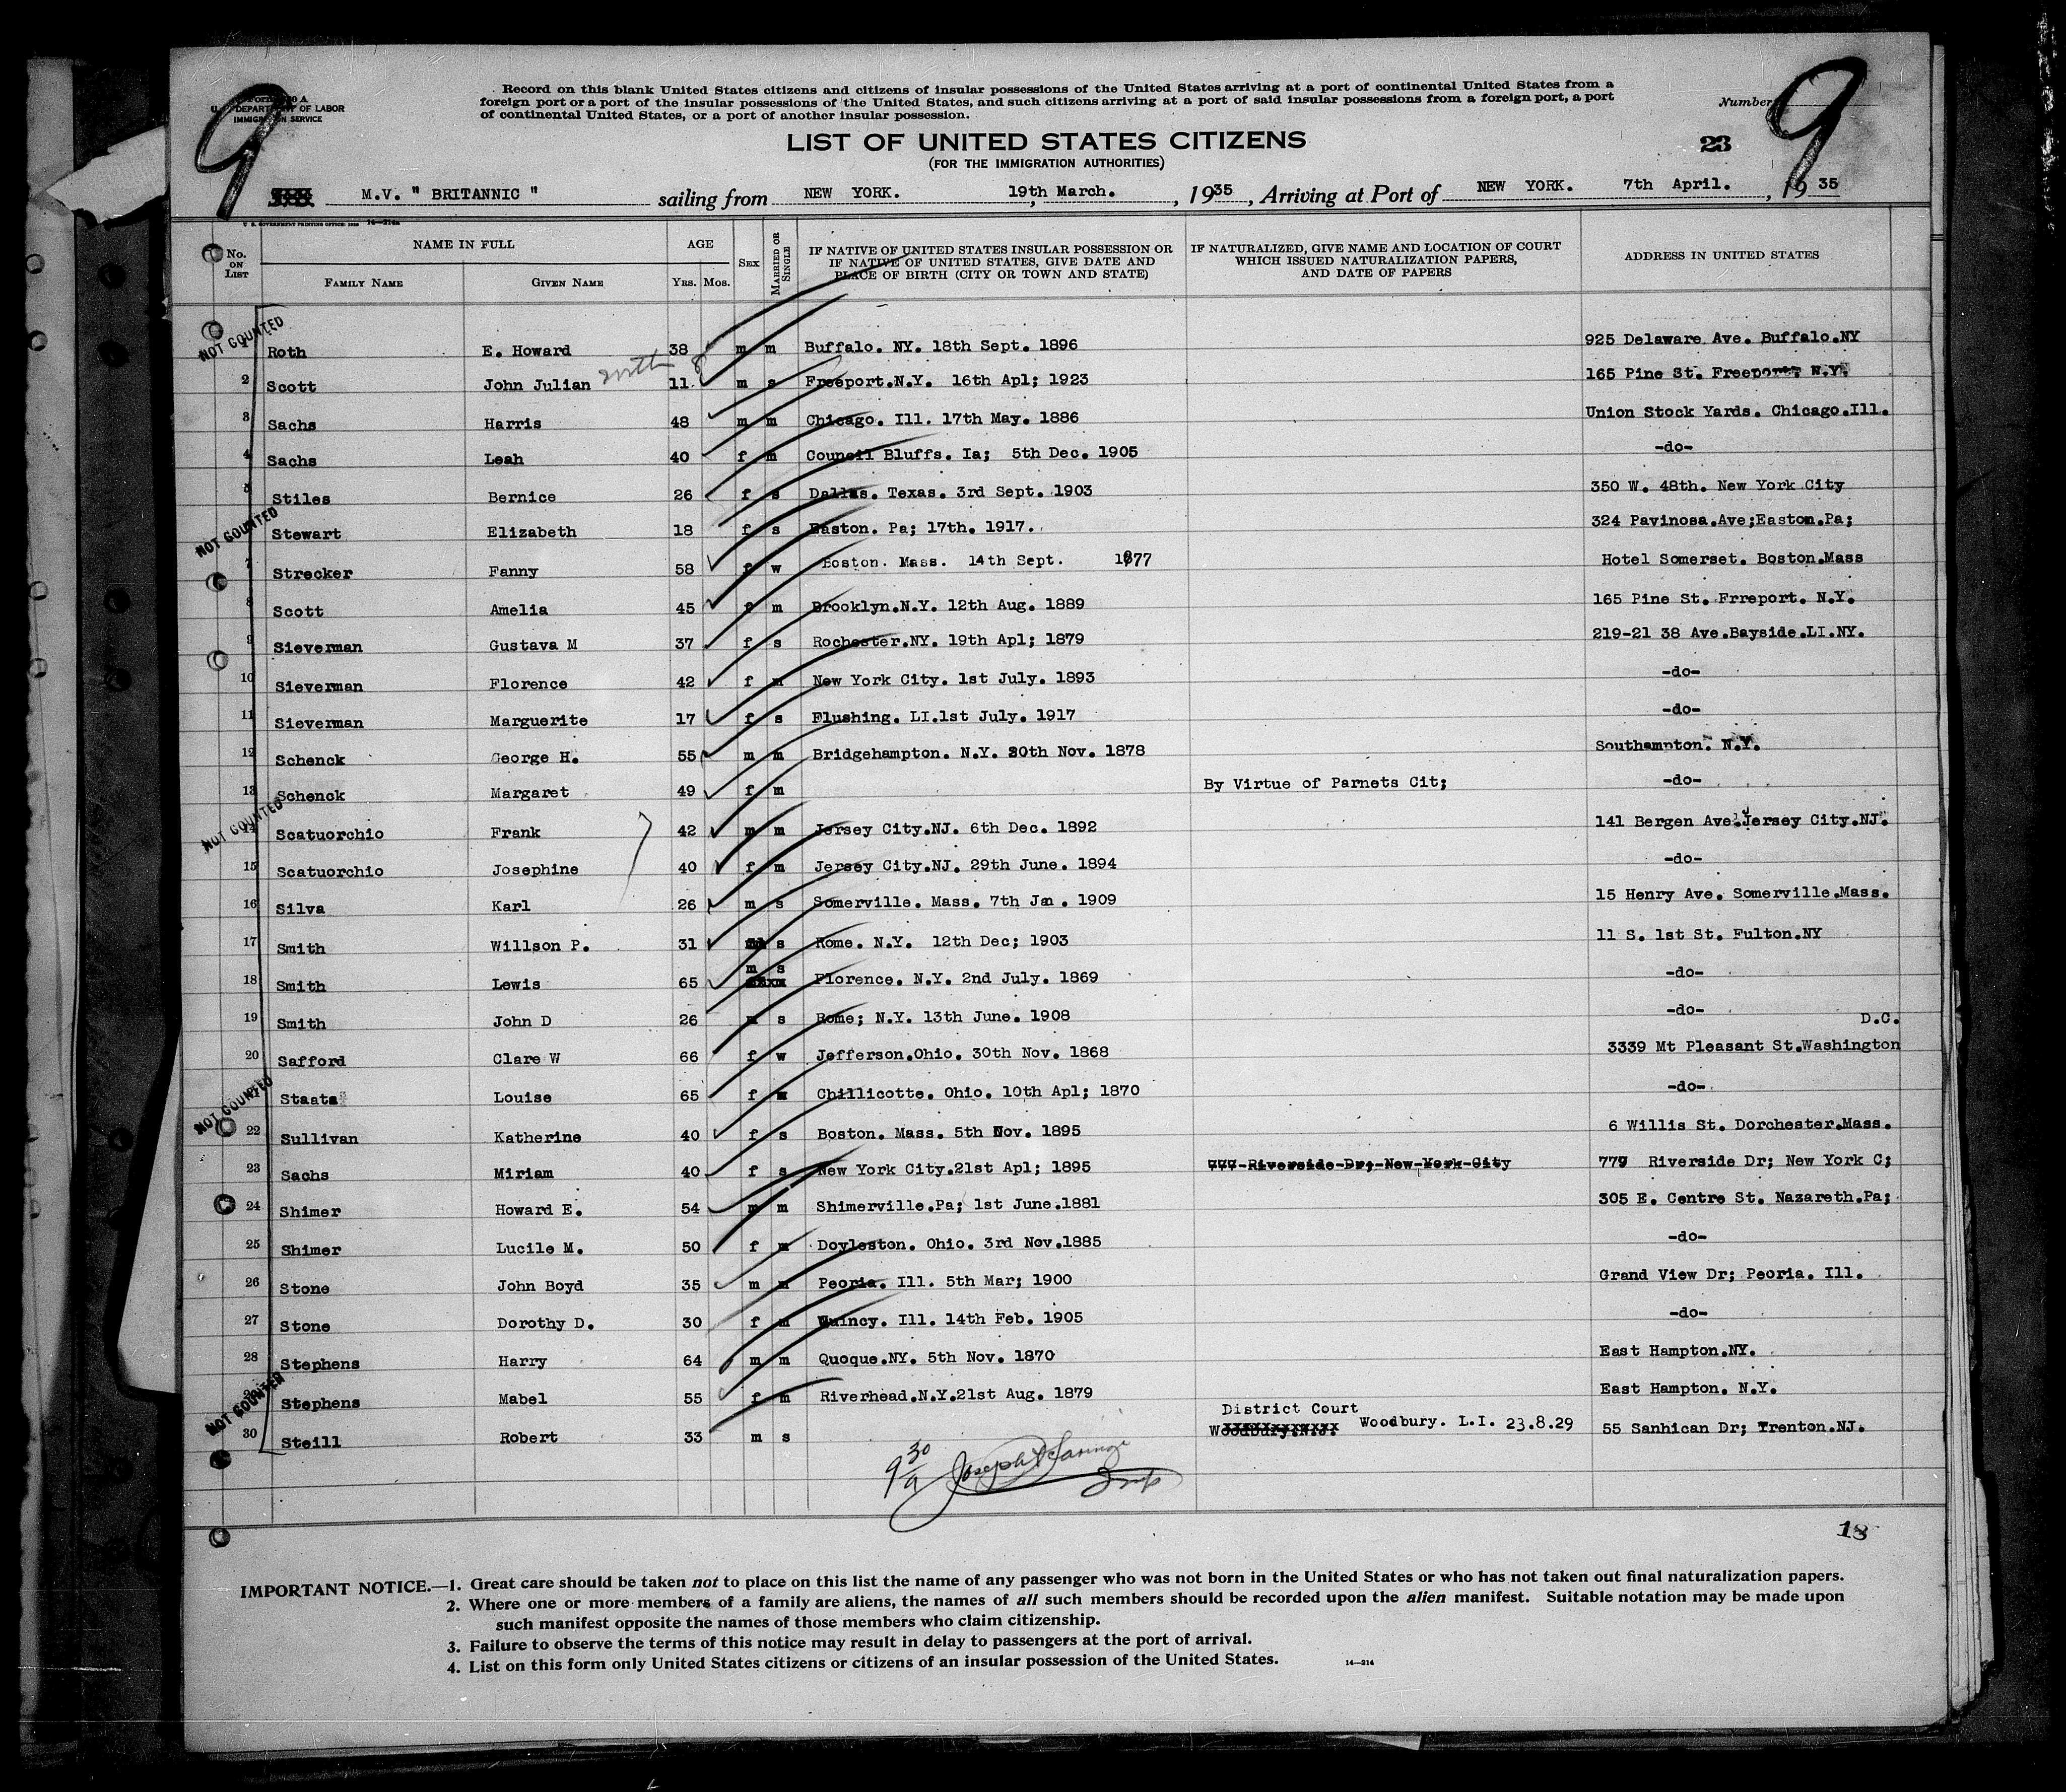 9
Form 630 A
U. S. DEPARTMENT OF LABOR
IMMIGRATION SERVICE
Record on this blank United States citizens and citizens of insular possessions of the United States arriving at a port of continental United States from a
foreign port or a port of the insular possessions of the United States, and such citizens arriving at a port of said insular possessions from a foreign port, a port
of continental United States, or a port of another insular possession.
Number
9
LIST OF UNITED STATES CITIZENS
23
(FOR THE IMMIGRATION AUTHORITIES)
M.V. " BRITANNIC " sailing from NEW YORK. 19th March. , 1935 , Arriving at Port of NEW YORK. 7th April. , 1935
U. S. GOVERNMENT PRINTING OFFICE: 14—214a
No. ON LIST NAME IN FULL AGE SEX MARRIED OR SINGLE IF NATIVE OF UNITED STATES INSULAR POSSESSION OR IF NATIVE OF UNITED STATES, GIVE DATE AND PLACE OF BIRTH (CITY OR TOWN AND STATE) IF NATURALIZED, GIVE NAME AND LOCATION OF COURT WHICH ISSUED NATURALIZATION PAPERS, AND DATE OF PAPERS ADDRESS IN UNITED STATES
FAMILY NAME GIVEN NAME YRS. MOS.
NOT COUNTED
Roth E. Howard 38 m m Buffalo. NY. 18th Sept. 1896 925 Delaware Ave. Buffalo.NY
2 Scott John Julian with 8 11 m s Freeport.N.Y. 16th Apl; 1923 165 Pine St. Freeport. N.Y.
3 Sachs Harris 48 m m Chicago. Ill. 17th May. 1886 Union Stock Yards. Chicago.Ill.
4 Sachs Leah 40 f m Council Bluffs. Ia; 5th Dec. 1905 -do-
5 Stiles Bernice 26 f s Dallas. Texas. 3rd Sept. 1903 350 W. 48th. New York City
NOT COUNTED
Stewart Elizabeth 18 f s Easton. Pa; 17th. 1917. 324 Pavinosa.Ave;Easton.Pa;
7 Strecker Fanny 58 f w Boston. Mass. 14th Sept. 1877 Hotel Somerset. Boston.Mass
8 Scott Amelia 45 f m Brooklyn.N.Y. 12th Aug. 1889 165 Pine St. Frreport. N.Y.
9 Sieverman Gustava M 37 f s Rochester.NY. 19th Apl; 1879 219-21 38 Ave.Bayside.LI.NY.
10 Sieverman Florence 42 f m New York City. 1st July. 1893 -do-
11 Sieverman Marguerite 17 f s Flushing. LI.1st July. 1917 -do-
12 Schenck George H. 55 m m Bridgehampton. N.Y. 20th Nov. 1878 Southampton. N.Y.
13 Schenck Margaret 49 f m By Virtue of Parnets Cit; -do-
NOT COUNTED
14 Scatuorchio Frank 42 m m Jersey City.NJ. 6th Dec. 1892 141 Bergen Ave.Jersey City.NJ.
15 Scatuorchio Josephine 40 f m Jersey City.NJ. 29th June. 1894 -do-
16 Silva Karl 26 m s Somerville. Mass. 7th Jan. 1909 15 Henry Ave. Somerville.Mass.
17 Smith Willson P. 31 s Rome. N.Y. 12th Dec; 1903 11 S. 1st St. Fulton.NY
18 Smith Lewis 65 m s Florence. N.Y. 2nd July. 1869 -do-
19 Smith John D 26 m s Rome; N.Y. 13th June. 1908 -do-
20 Safford Clare W 66 f w Jefferson.Ohio. 30th Nov. 1868 3339 Mt Pleasant St.Washington D.C.
NOT COUNTED
21 Staats Louise 65 f Chillicotte. Ohio. 10th Apl; 1870 -do-
22 Sullivan Katherine 40 f s Boston. Mass. 5th Nov. 1895 6 Willis St. Dorchester.Mass.
23 Sachs Miriam 40 f s New York City.21st Apl; 1895 777-Riverside-Dr;-New-York-City 777 Riverside Dr; New York C;
24 Shimer Howard E. 54 m m Shimerville.Pa; 1st June.1881 305 E. Centre St. Nazareth.Pa;
25 Shimer Lucile M. 50 f m Doyleston. Ohio. 3rd Nov.1885 -do-
26 Stone John Boyd 35 m m Peoria. Ill. 5th Mar; 1900 Grand View Dr; Peoria. Ill.
27 Stone Dorothy D. 30 f m Quincy. Ill. 14th Feb. 1905 -do-
28 Stephens Harry 64 m m Quoque.NY. 5th Nov. 1870 East Hampton.NY.
NOT COUNTED
Stephens Mabel 55 f m Riverhead.N.Y.21st Aug. 1879 East Hampton. N.Y.
30 Steill Robert 33 m s District Court Woodbury. L.I. 23.8.29 55 Sanhican Dr; Trenton.NJ.
9 30/9 Joseph
18
IMPORTANT NOTICE.—1. Great care should be taken not to place on this list the name of any passenger who was not born in the United States or who has not taken out final naturalization papers.
2. Where one or more members of a family are aliens, the names of all such members should be recorded upon the alien manifest. Suitable notation may be made upon
such manifest opposite the names of those members who claim citizenship.
3. Failure to observe the terms of this notice may result in delay to passengers at the port of arrival.
4. List on this form only United States citizens or citizens of an insular possession of the United States. 14—214